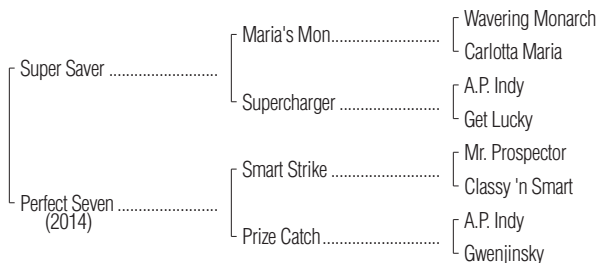 Wavering Monarch
Maria's Mon
Carlotta Maria
Super Saver
A.P. Indy
Supercharger
Get Lucky
Mr. Prospector
Smart Strike
Classy 'n Smart
Perfect Seven
(2014)
A.P. Indy
Prize Catch
Gwenjinsky